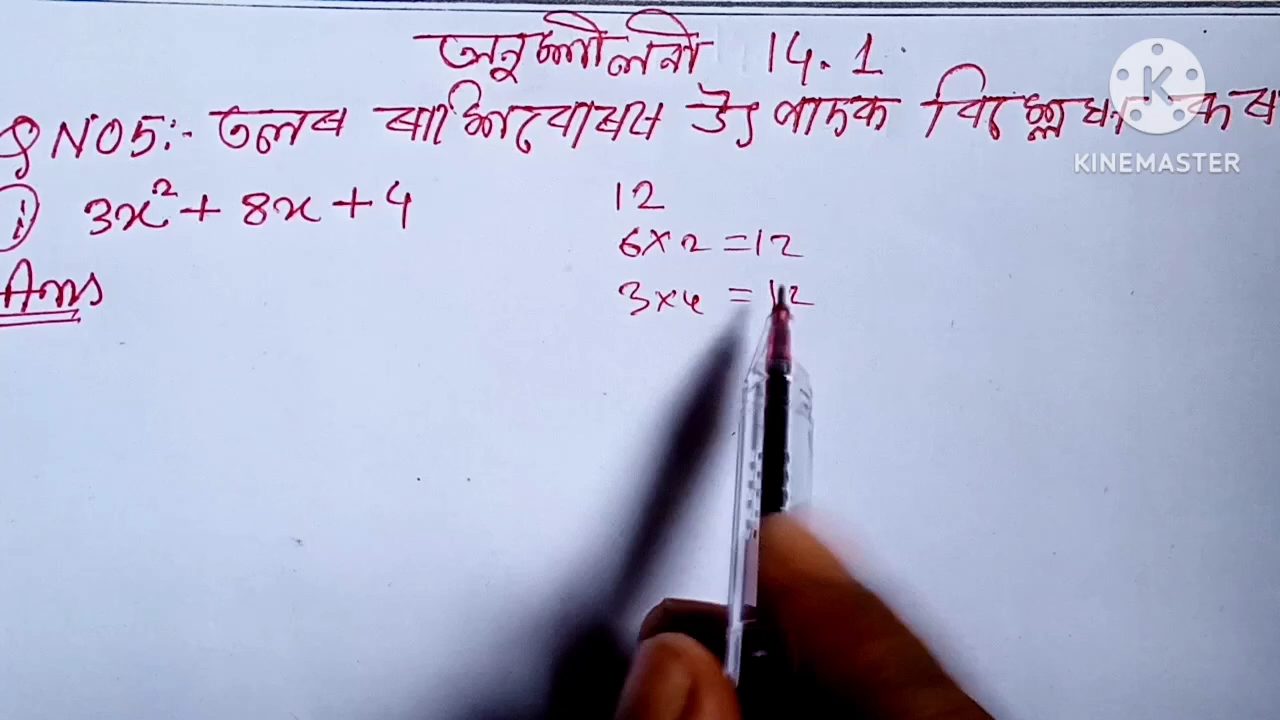 অনুশীলনী 14.1
Q NO5:- তলৰ ৰাশিবোৰৰ উৎপাদক বিশ্লেষণ কৰ
i) 3x² + 8x + 4
Ans
12
6×2 =12
3×4 =12
KINEMASTER